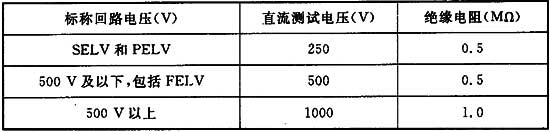 标称回路电压(V) 直流测试电压(V) 绝缘电阻(MΩ)
SELV 和 PELV 250 0.5
500 V 及以下,包括 FELV 500 0.5
500 V 以上 1000 1.0